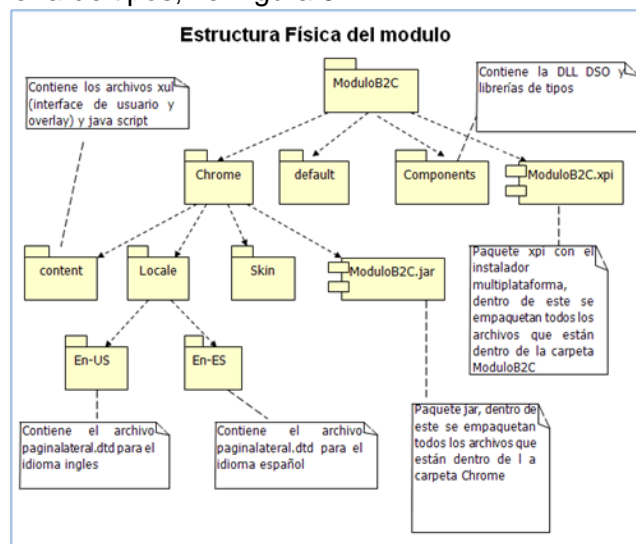 Estructura Física del modulo
Contiene los archivos xul
(interface de usuario y
overlay) y java script
ModuloB2C
Contiene la DLL DSO y
librerías de tipos
Chrome
default
Components
ModuloB2C.xpi
content
Locale
Skin
ModuloB2C.jar
Paquete xpi con el
instalador
multiplataforma,
dentro de este se
empaquetan todos los
archivos que están
dentro de la carpeta
ModuloB2C
En-US
En-ES
Contiene el archivo
paginalateral.dtd para el
idioma ingles
Contiene el archivo
paginalateral.dtd para el
idioma español
Paquete jar, dentro de
este se empaquetan
todos los archivos que
están dentro de l a
carpeta Chrome